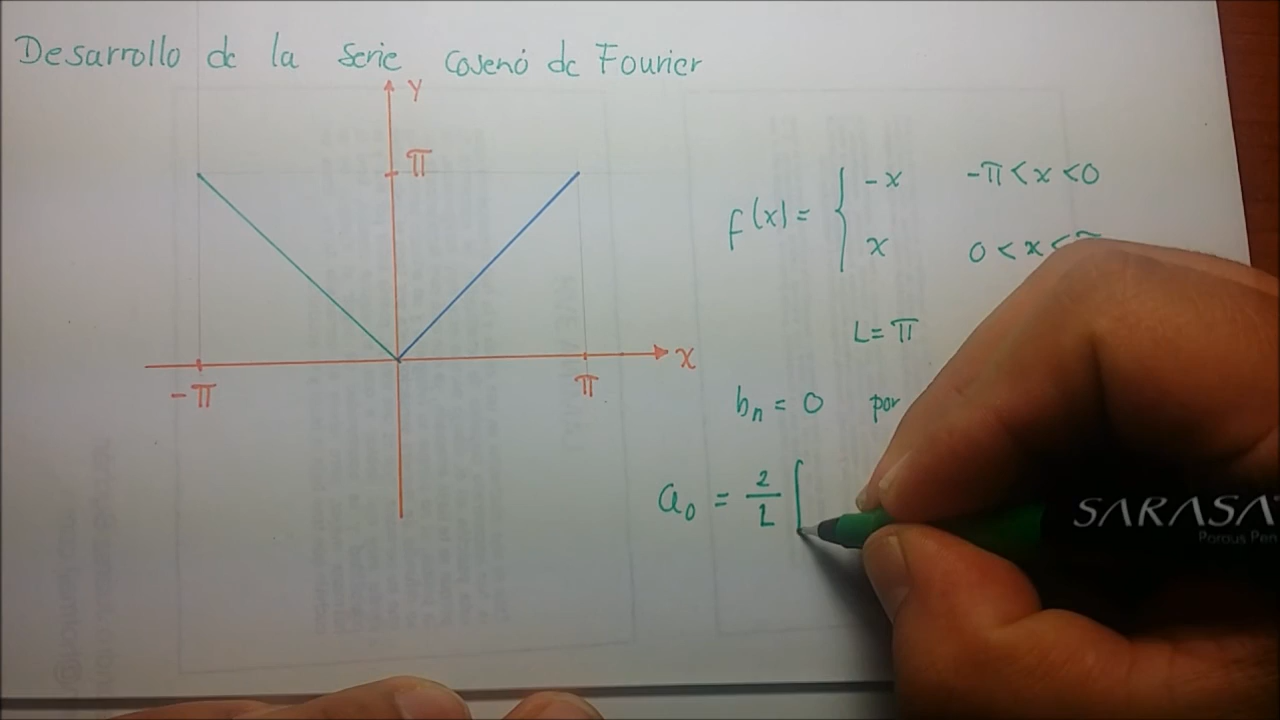 Desarrollo de la serie coseno de Fourier
Y
π
-π
π
x
f(x) = { -x -π < x < 0
x 0 < x < π
L = π
bn = 0 por
a0 = 2/L ∫
SARASA
Porous Pen